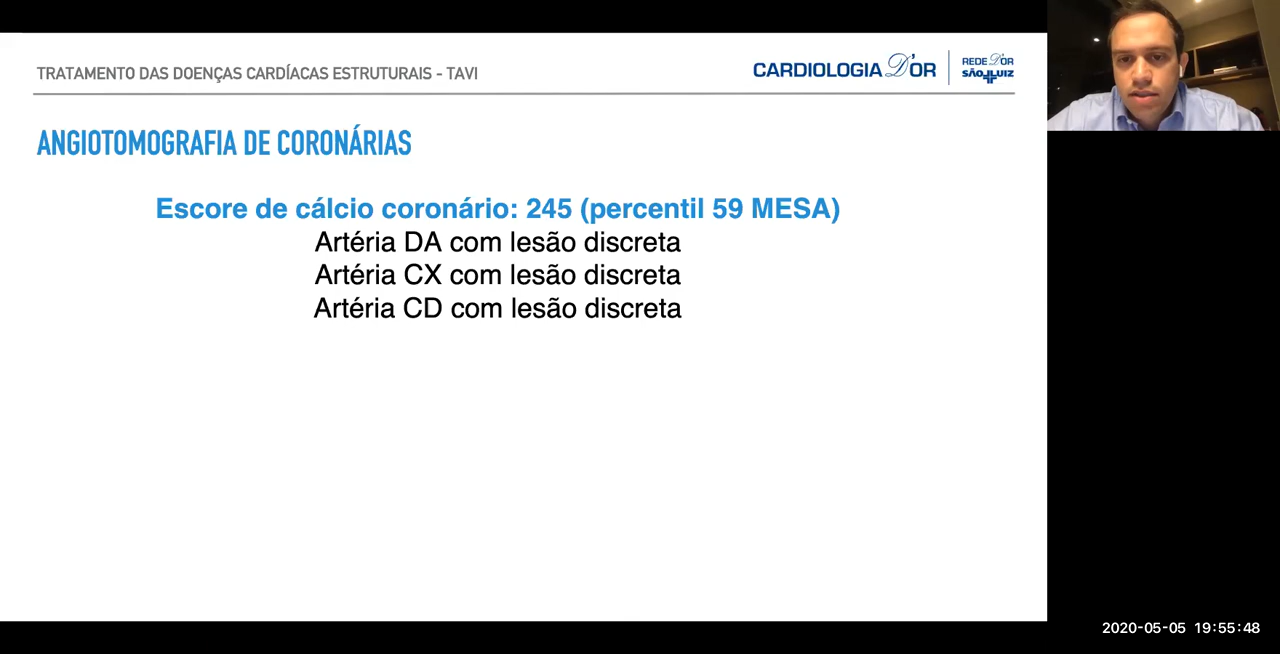 TRATAMENTO DAS DOENÇAS CARDÍACAS ESTRUTURAIS - TAVI
CARDIOLOGIA D'OR
REDE D'OR
SÃO LUIZ
ANGIOTOMOGRAFIA DE CORONÁRIAS
Escore de cálcio coronário: 245 (percentil 59 MESA)
Artéria DA com lesão discreta
Artéria CX com lesão discreta
Artéria CD com lesão discreta
2020-05-05 19:55:48